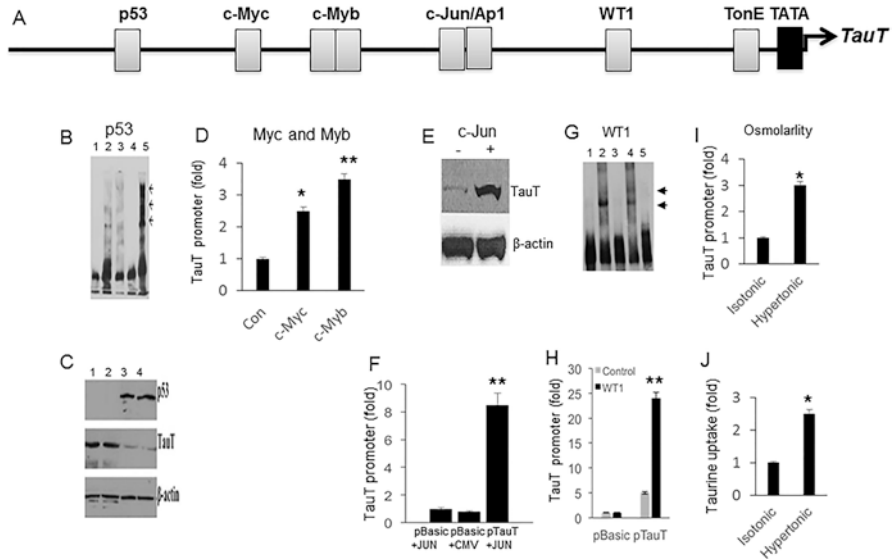 A
p53
c-Myc
c-Myb
c-Jun/Ap1
WT1
TonE
TATA
TauT
B
p53
1 2 3 4 5
D
Myc and Myb
TauT promoter (fold)
4
3
2
1
0
*
**
Con
c-Myc
c-Myb
E
c-Jun
- +
TauT
β-actin
G
WT1
1 2 3 4 5
I
Osmolarlity
TauT promoter (fold)
4
3
2
1
0
*
Isotonic
Hypertonic
C
1 2 3 4
p53
TauT
β-actin
F
TauT promoter (fold)
10
8
6
4
2
0
**
pBasic pBasic pTauT
+JUN +CMV +JUN
H
TauT promoter (fold)
30
25
20
15
10
5
0
Control
WT1
**
pBasic pTauT
J
Taurine uptake (fold)
3
2
1
0
*
Isotonic
Hypertonic